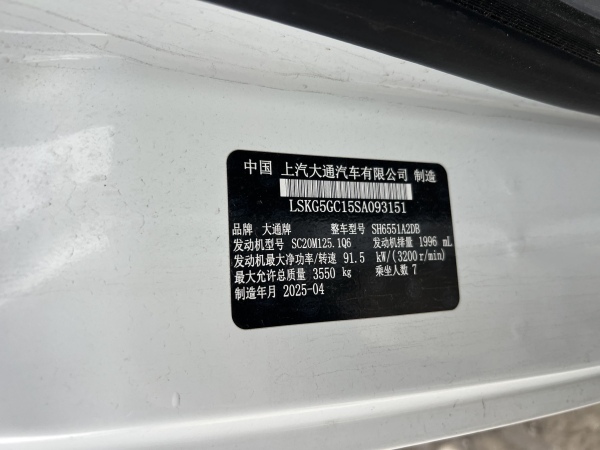 中国 上汽大通汽车有限公司 制造
LSKG5GC15SA093151
品牌 大通牌 整车型号 SH6551A2DB
发动机型号 SC20M125.1Q6 发动机排量 1996 mL
发动机最大净功率/转速 91.5 kW/(3200r/min)
最大允许总质量 3550 kg 乘坐人数 7
制造年月 2025-04